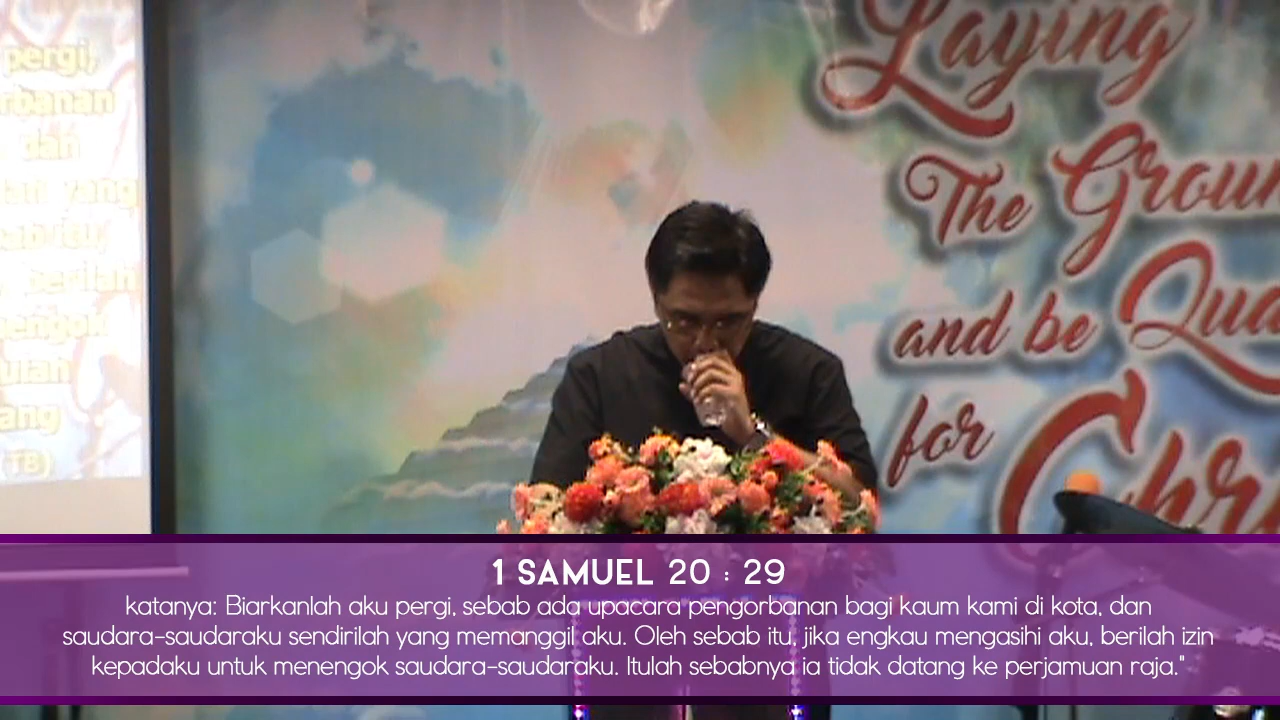 pergi,
dan
yang
Laying
The
and be
for
1 SAMUEL 20 : 29
katanya: Biarkanlah aku pergi, sebab ada upacara pengorbanan bagi kaum kami di kota, dan
saudara-saudaraku sendirilah yang memanggil aku. Oleh sebab itu, jika engkau mengasihi aku, berilah izin
kepadaku untuk menengok saudara-saudaraku. Itulah sebabnya ia tidak datang ke perjamuan raja."